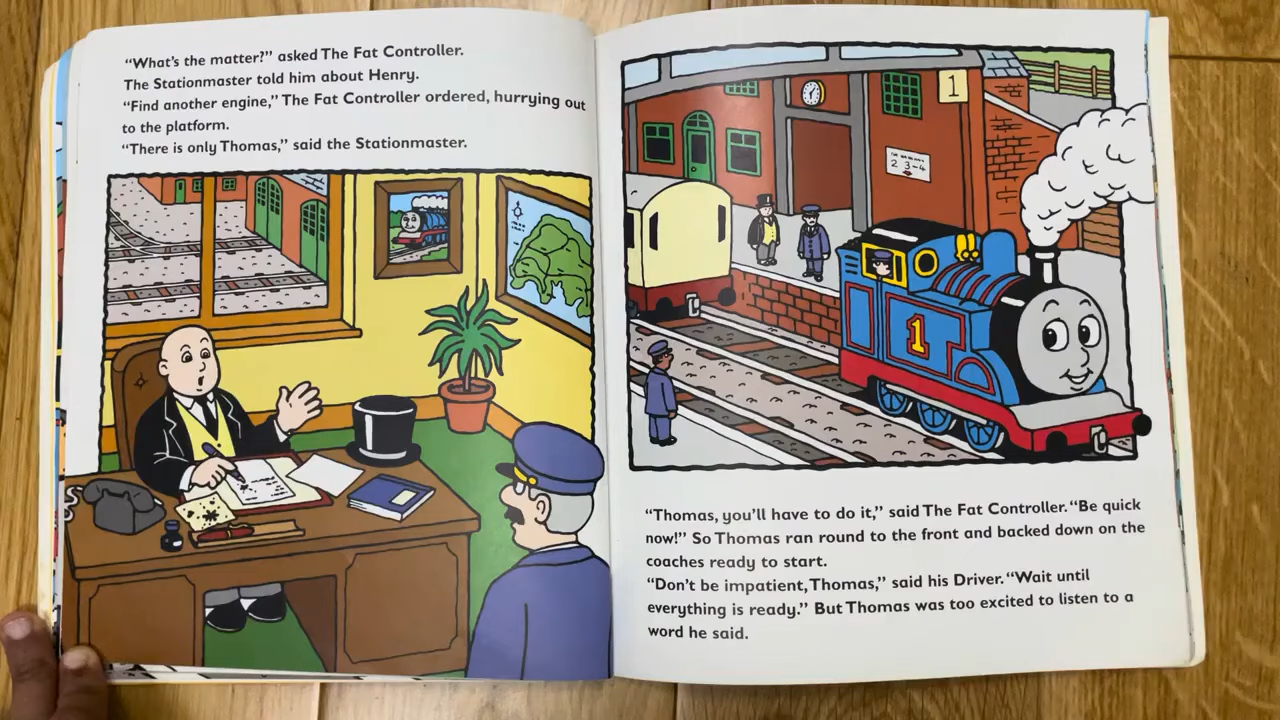 “What’s the matter?” asked The Fat Controller.
The Stationmaster told him about Henry.
“Find another engine,” The Fat Controller ordered, hurrying out
to the platform.
“There is only Thomas,” said the Stationmaster.
1
2 3-4
1
“Thomas, you’ll have to do it,” said The Fat Controller. “Be quick
now!” So Thomas ran round to the front and backed down on the
coaches ready to start.
“Don’t be impatient, Thomas,” said his Driver. “Wait until
everything is ready.” But Thomas was too excited to listen to a
word he said.